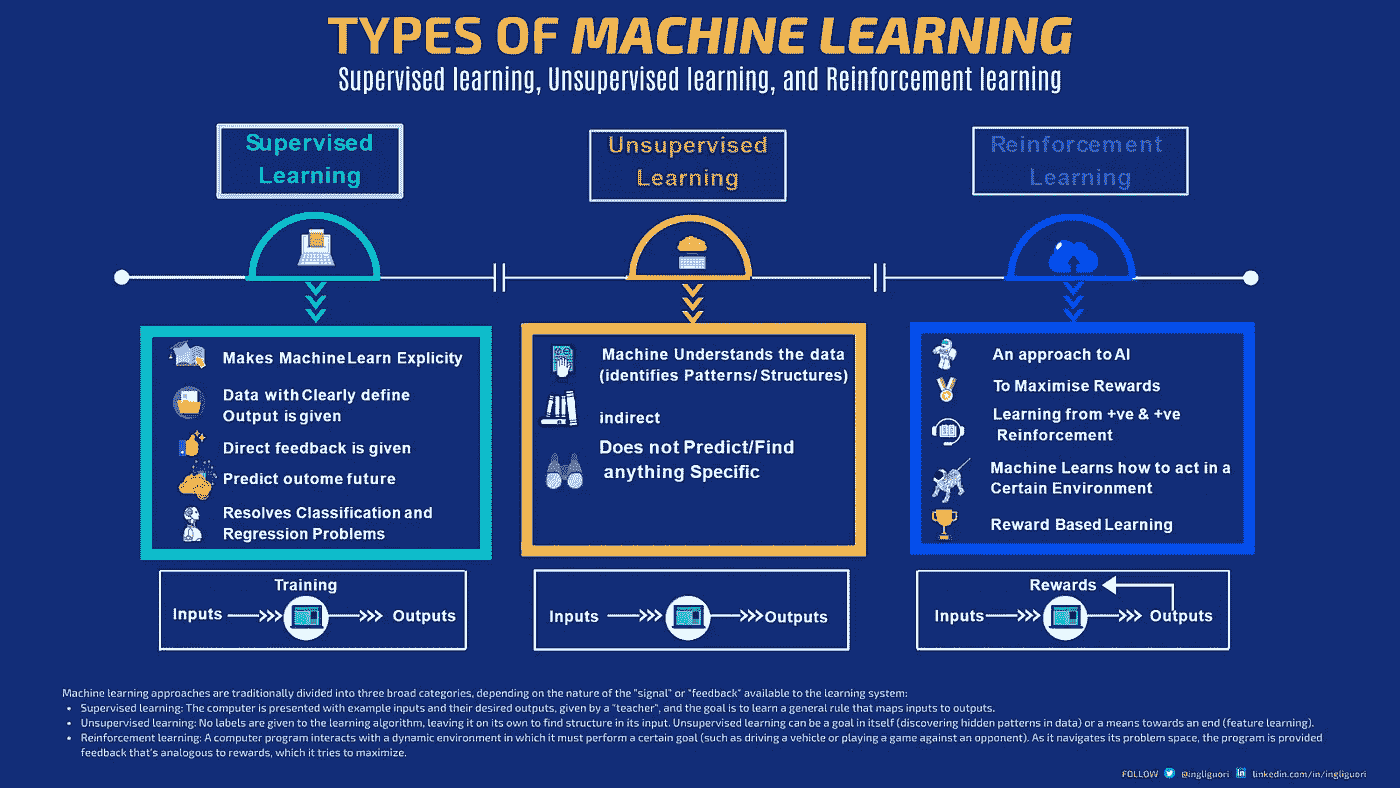 TYPES OF MACHINE LEARNING
Supervised learning, Unsupervised learning, and Reinforcement learning
Supervised
Learning
Unsupervised
Learning
Reinforcement
Learning
Makes Machine Learn Explicity
Data with Clearly define
Output is given
Direct feedback is given
Predict outome future
Resolves Classification and
Regression Problems
Machine Understands the data
(identifies Patterns/ Structures)
indirect
Does not Predict/Find
anything Specific
An approach to AI
To Maximise Rewards
Learning from +ve & +ve
Reinforcement
Machine Learns how to act in a
Certain Environment
Reward Based Learning
Training
Inputs Outputs
Inputs Outputs
Rewards
Inputs Outputs
Machine learning approaches are traditionally divided into three broad categories, depending on the nature of the "signal" or "feedback" available to the learning system:
• Supervised learning: The computer is presented with example inputs and their desired outputs, given by a "teacher", and the goal is to learn a general rule that maps inputs to outputs.
• Unsupervised learning: No labels are given to the learning algorithm, leaving it on its own to find structure in its input. Unsupervised learning can be a goal in itself (discovering hidden patterns in data) or a means towards an end (feature learning).
• Reinforcement learning: A computer program interacts with a dynamic environment in which it must perform a certain goal (such as driving a vehicle or playing a game against an opponent). As it navigates its problem space, the program is provided
feedback that's analogous to rewards, which it tries to maximize.
FOLLOW @ingliguori linkedin.com/in/ingliguori